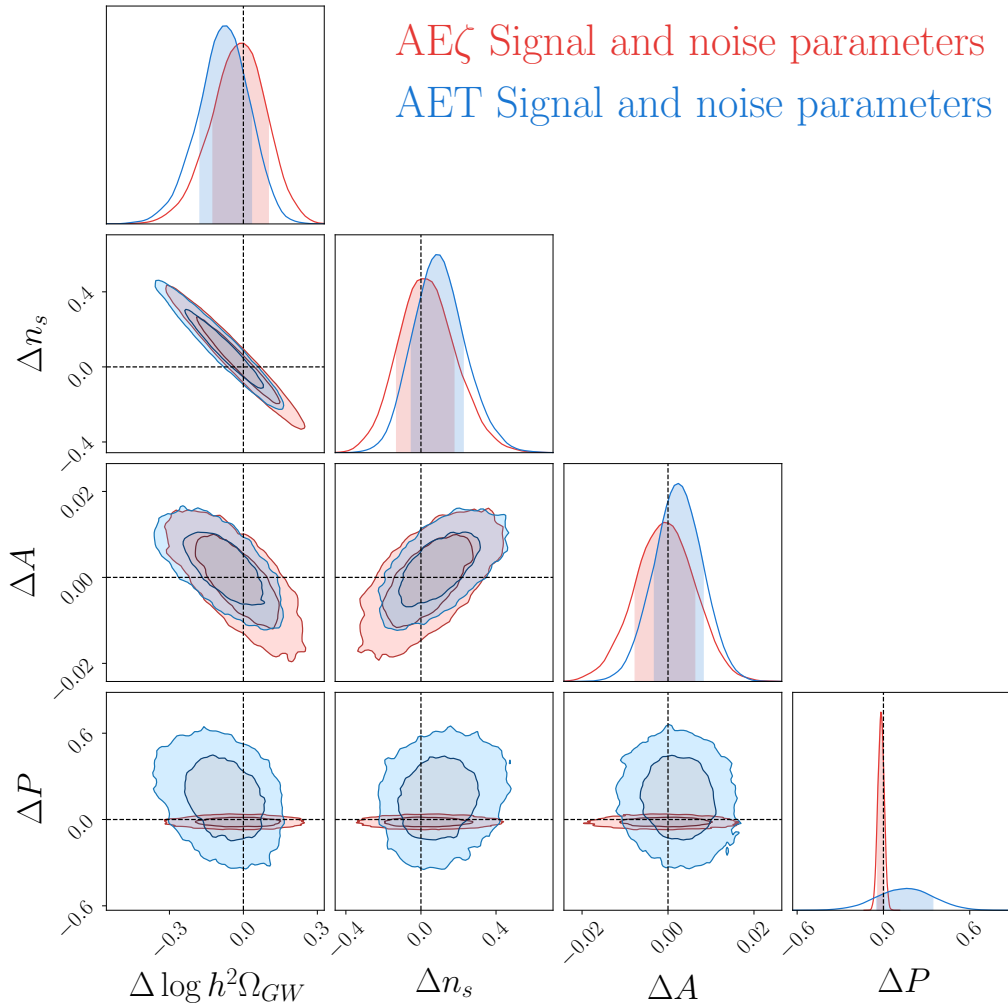 AEζ Signal and noise parameters
AET Signal and noise parameters
Δn_s
0.4
0.0
−0.4
ΔA
0.02
0.00
−0.02
ΔP
0.6
0.0
−0.6
−0.3 0.0 0.3
−0.4 0.0 0.4
−0.02 0.00 0.02
−0.6 0.0 0.6
Δ log h²Ω_{GW}
Δn_s
ΔA
ΔP